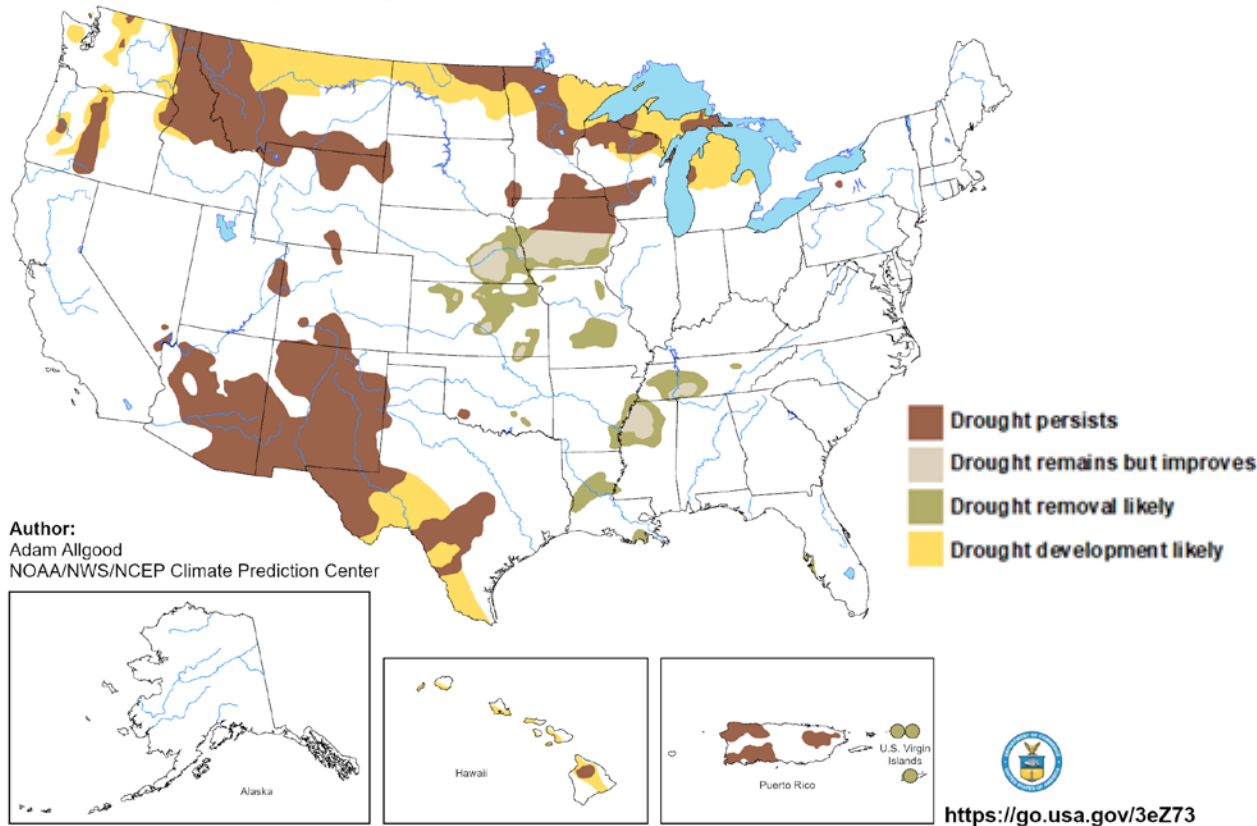 Drought persists
Drought remains but improves
Drought removal likely
Drought development likely
Author:
Adam Allgood
NOAA/NWS/NCEP Climate Prediction Center
Alaska
Hawaii
Puerto Rico
U.S. Virgin
Islands
https://go.usa.gov/3eZ73